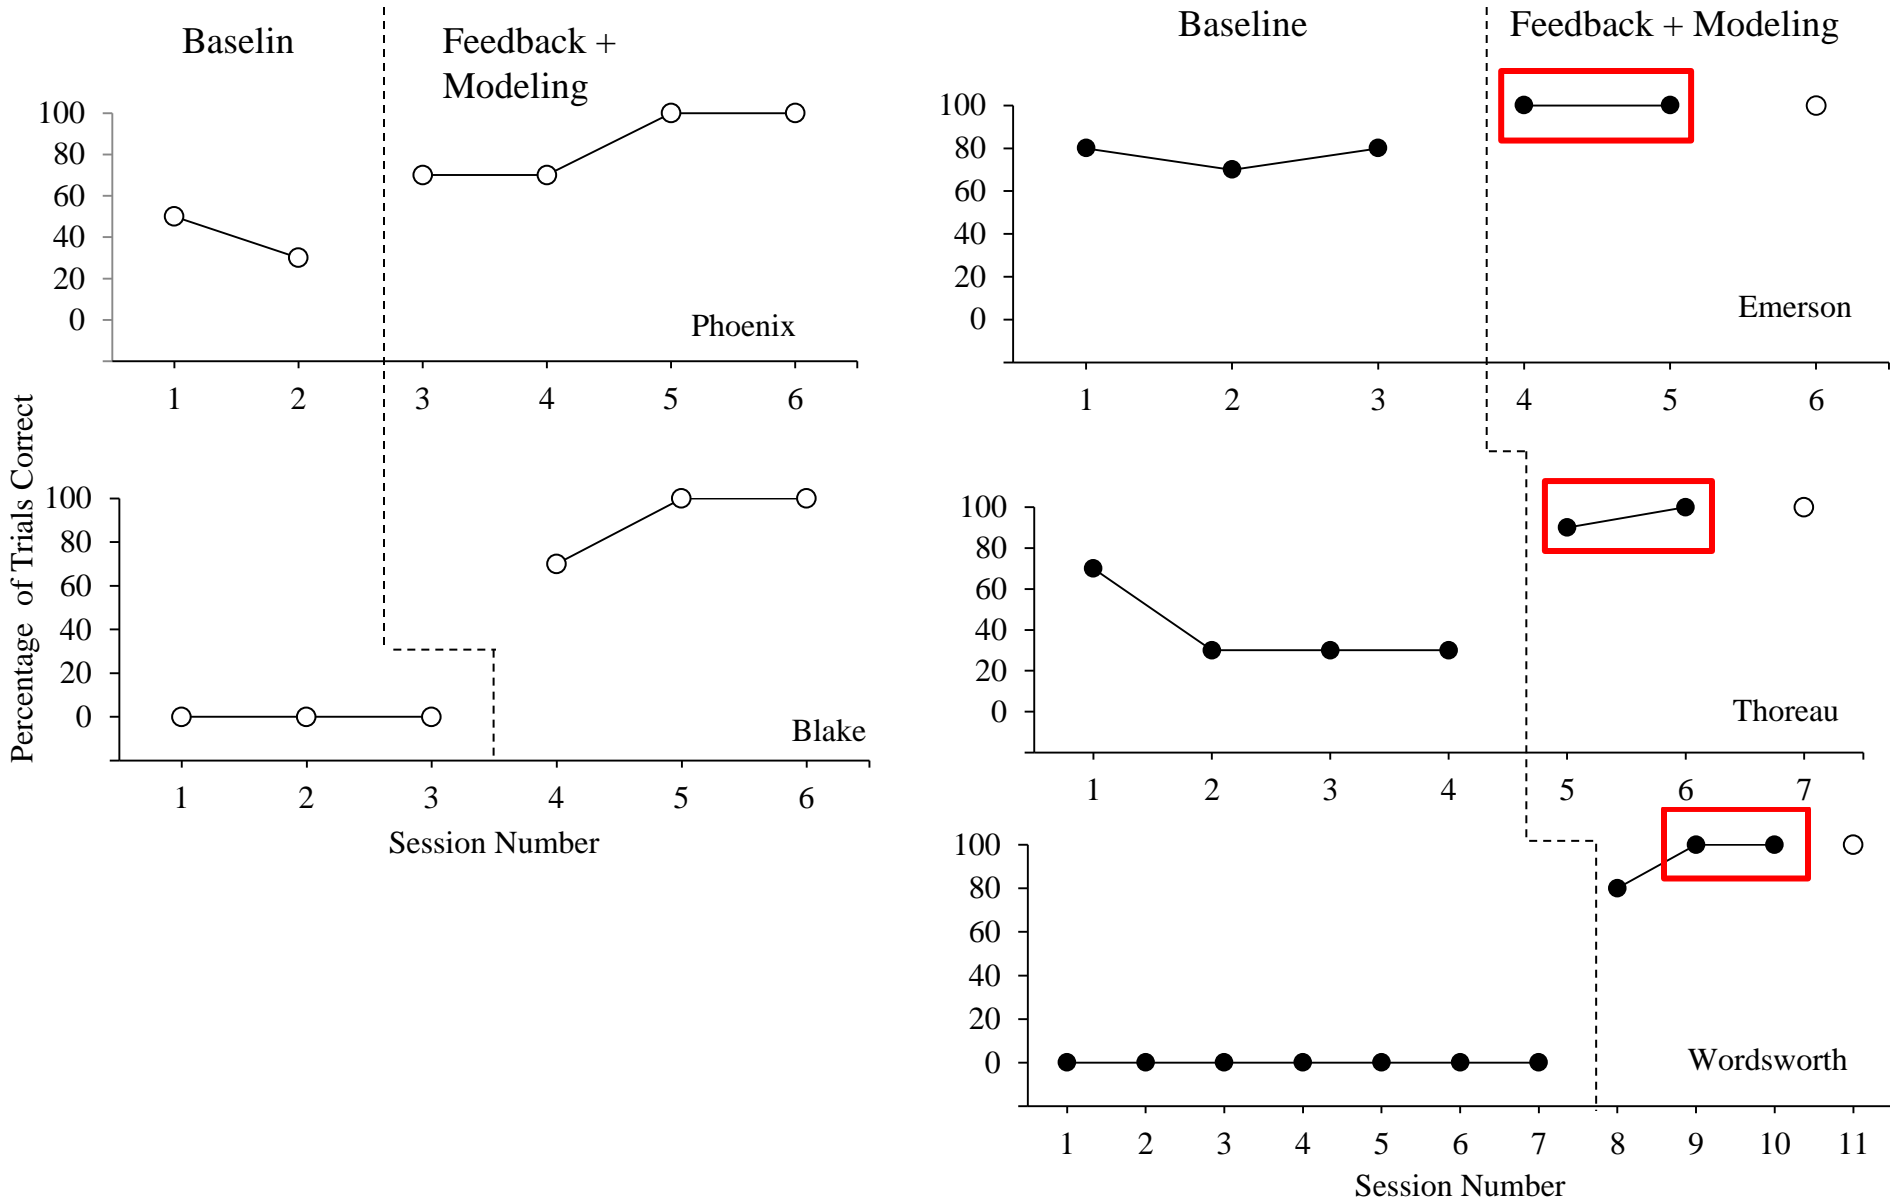 Baselin
Feedback +
Modeling
100
80
60
40
20
0
Phoenix
1 2 3 4 5 6
Percentage of Trials Correct
100
80
60
40
20
0
Blake
1 2 3 4 5 6
Session Number
Baseline
Feedback + Modeling
100
80
60
40
20
0
Emerson
1 2 3 4 5 6
100
80
60
40
20
0
Thoreau
1 2 3 4 5 6 7
100
80
60
40
20
0
Wordsworth
1 2 3 4 5 6 7 8 9 10 11
Session Number